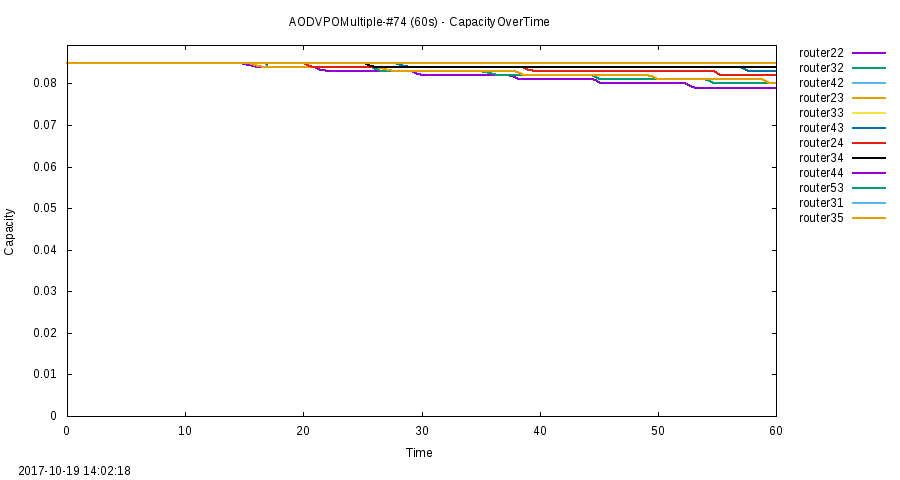 AODVPOMultiple-#74 (60s) - CapacityOverTime
router22
router32
router42
router23
router33
router43
router24
router34
router44
router53
router31
router35
0.08
0.07
0.06
0.05
0.04
0.03
0.02
0.01
0
Capacity
0 10 20 30 40 50 60
Time
2017-10-19 14:02:18